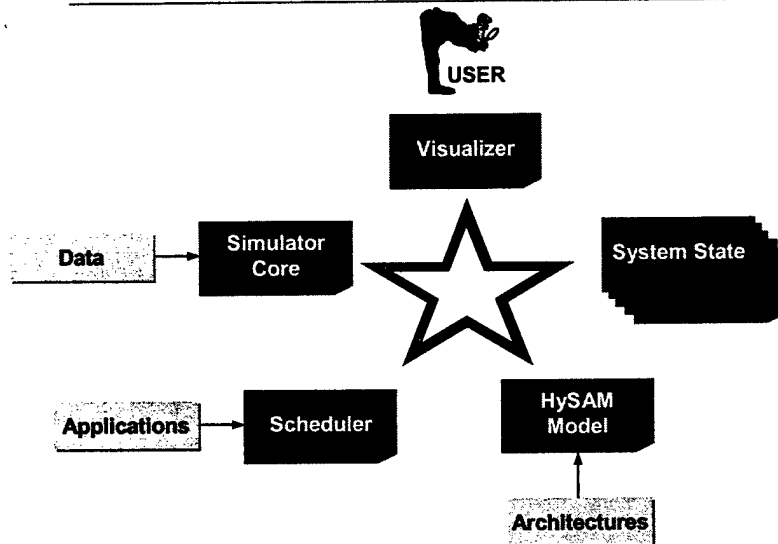 USER
Visualizer
Data
Simulator
Core
System State
Applications
Scheduler
HySAM
Model
Architectures